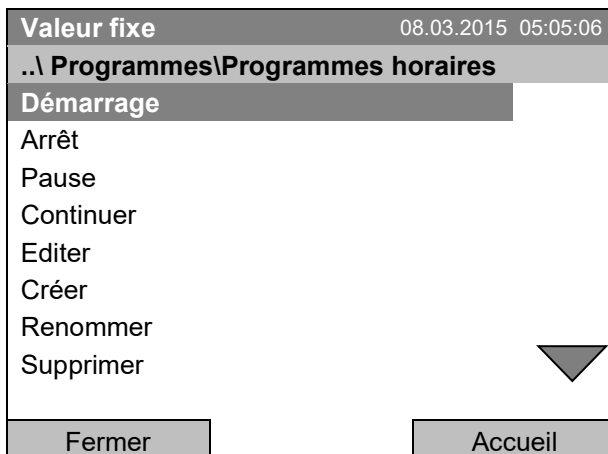 Valeur fixe 08.03.2015 05:05:06
..\ Programmes\Programmes horaires
Démarrage
Arrêt
Pause
Continuer
Editer
Créer
Renommer
Supprimer
Fermer Accueil